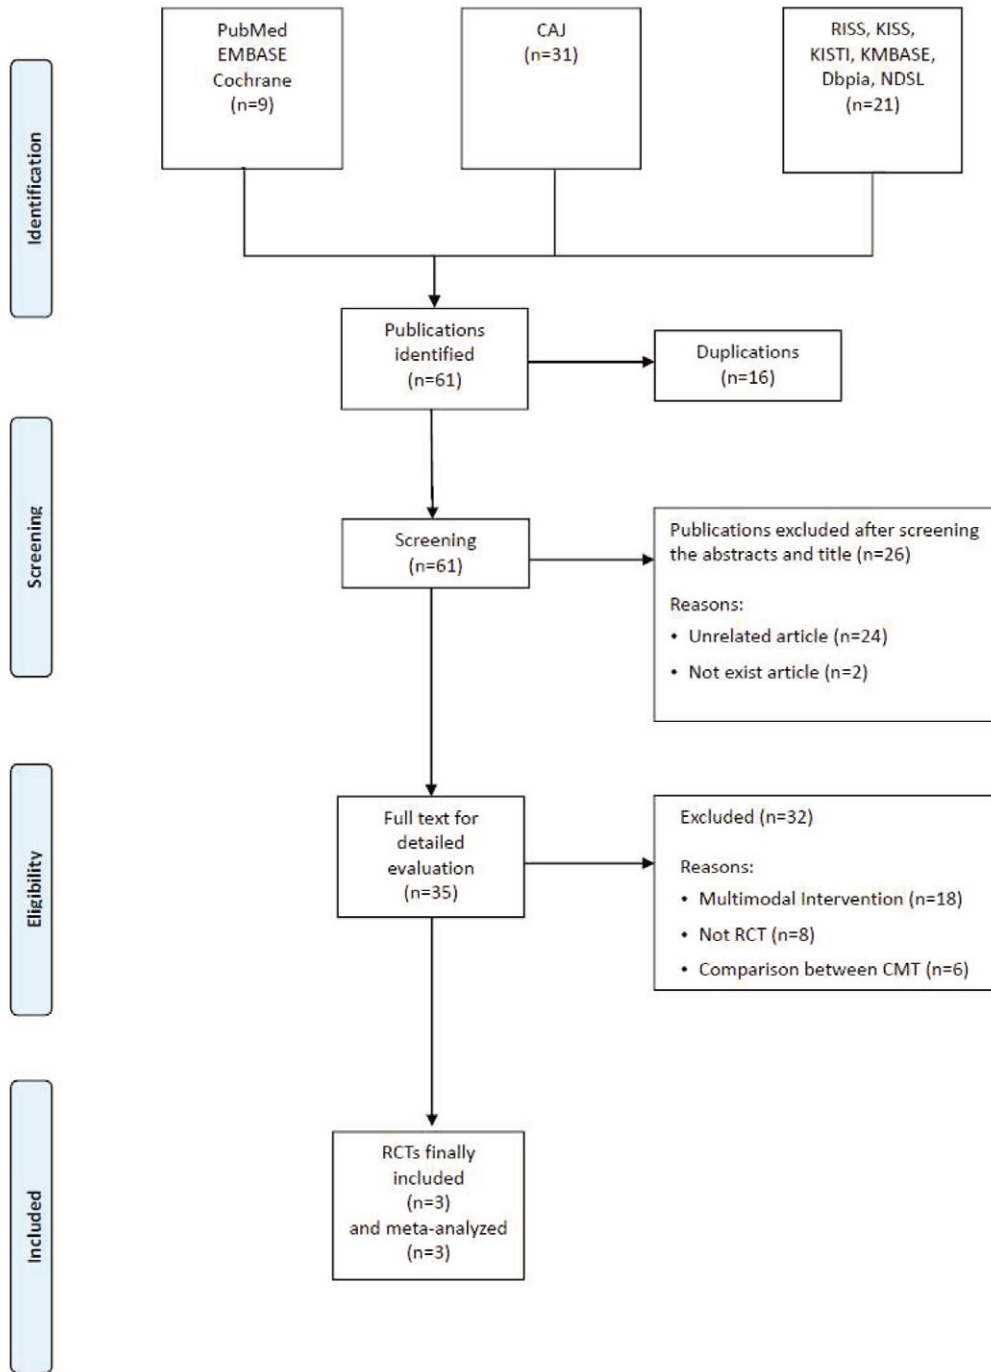 PubMed
EMBASE
Cochrane
(n=9)
CAJ
(n=31)
RISS, KISS,
KISTI, KMBASE,
Dbpia, NDSL
(n=21)
Identification
Publications
identified
(n=61)
Duplications
(n=16)
Screening
Screening
(n=61)
Publications excluded after screening
the abstracts and title (n=26)
Reasons:
• Unrelated article (n=24)
• Not exist article (n=2)
Eligibility
Full text for
detailed
evaluation
(n=35)
Excluded (n=32)
Reasons:
• Multimodal Intervention (n=18)
• Not RCT (n=8)
• Comparison between CMT (n=6)
Included
RCTs finally
included
(n=3)
and meta-analyzed
(n=3)